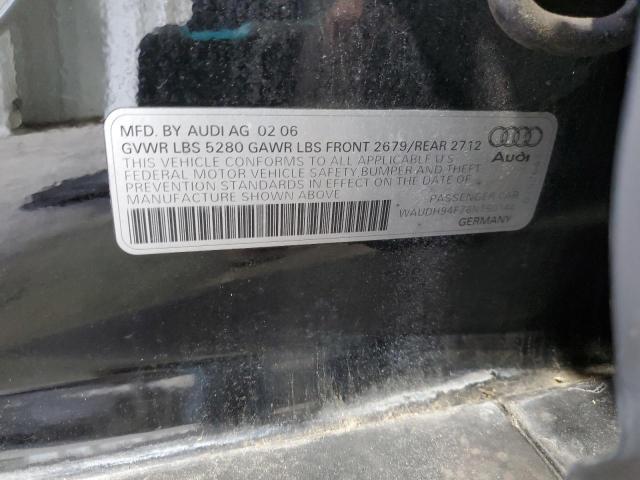 MFD. BY AUDI AG 02 06
GVWR LBS 5280 GAWR LBS FRONT 2679/REAR 2712
THIS VEHICLE CONFORMS TO ALL APPLICABLE U S
FEDERAL MOTOR VEHICLE SAFETY BUMPER AND THEFT
PREVENTION STANDARDS IN EFFECT ON THE DATE OF
MANUFACTURE SHOWN ABOVE
Audi
PASSENGER CAR
GERMANY